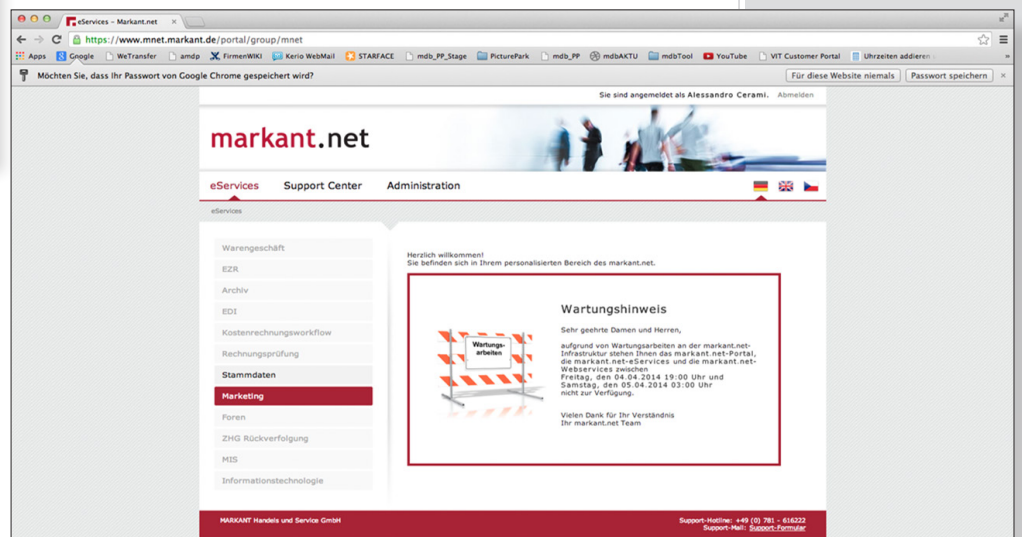 eServices – Markant.net
https://www.mnet.markant.de/portal/group/mnet
Apps Google WeTransfer amdp FirmenWIKI Kerio WebMail STARFACE mdb_PP_Stage PicturePark mdb_PP mdbAKTU mdbTool YouTube VIT Customer Portal Uhrzeiten addieren »
Möchten Sie, dass Ihr Passwort von Google Chrome gespeichert wird? Für diese Website niemals Passwort speichern
Sie sind angemeldet als Alessandro Cerami. Abmelden
markant.net
eServices Support Center Administration
eServices
Warengeschäft
EZR
Archiv
EDI
Kostenrechnungsworkflow
Rechnungsprüfung
Stammdaten
Marketing
Foren
ZHG Rückverfolgung
MIS
Informationstechnologie
Herzlich willkommen!
Sie befinden sich in Ihrem personalisierten Bereich des markant.net.
Wartungs-
arbeiten
Wartungshinweis
Sehr geehrte Damen und Herren,
aufgrund von Wartungsarbeiten an der markant.net-
Infrastruktur stehen Ihnen das markant.net-Portal,
die markant.net-eServices und die markant.net-
Webservices zwischen
Freitag, den 04.04.2014 19:00 Uhr und
Samstag, den 05.04.2014 03:00 Uhr
nicht zur Verfügung.
Vielen Dank für Ihr Verständnis
Ihr markant.net Team
MARKANT Handels und Service GmbH
Support-Hotline: +49 (0) 781 - 616222
Support-Mail: Support-Formular